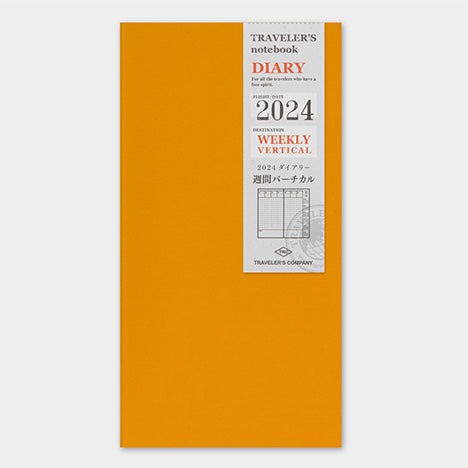 TRAVELER'S
notebook
DIARY
For all the travelers who have a
free spirit.
FLIGHT/DATE
2024
DESTINATION
WEEKLY
VERTICAL
2024 ダイアリー
週間バーチカル
TRC
TRAVELER'S COMPANY